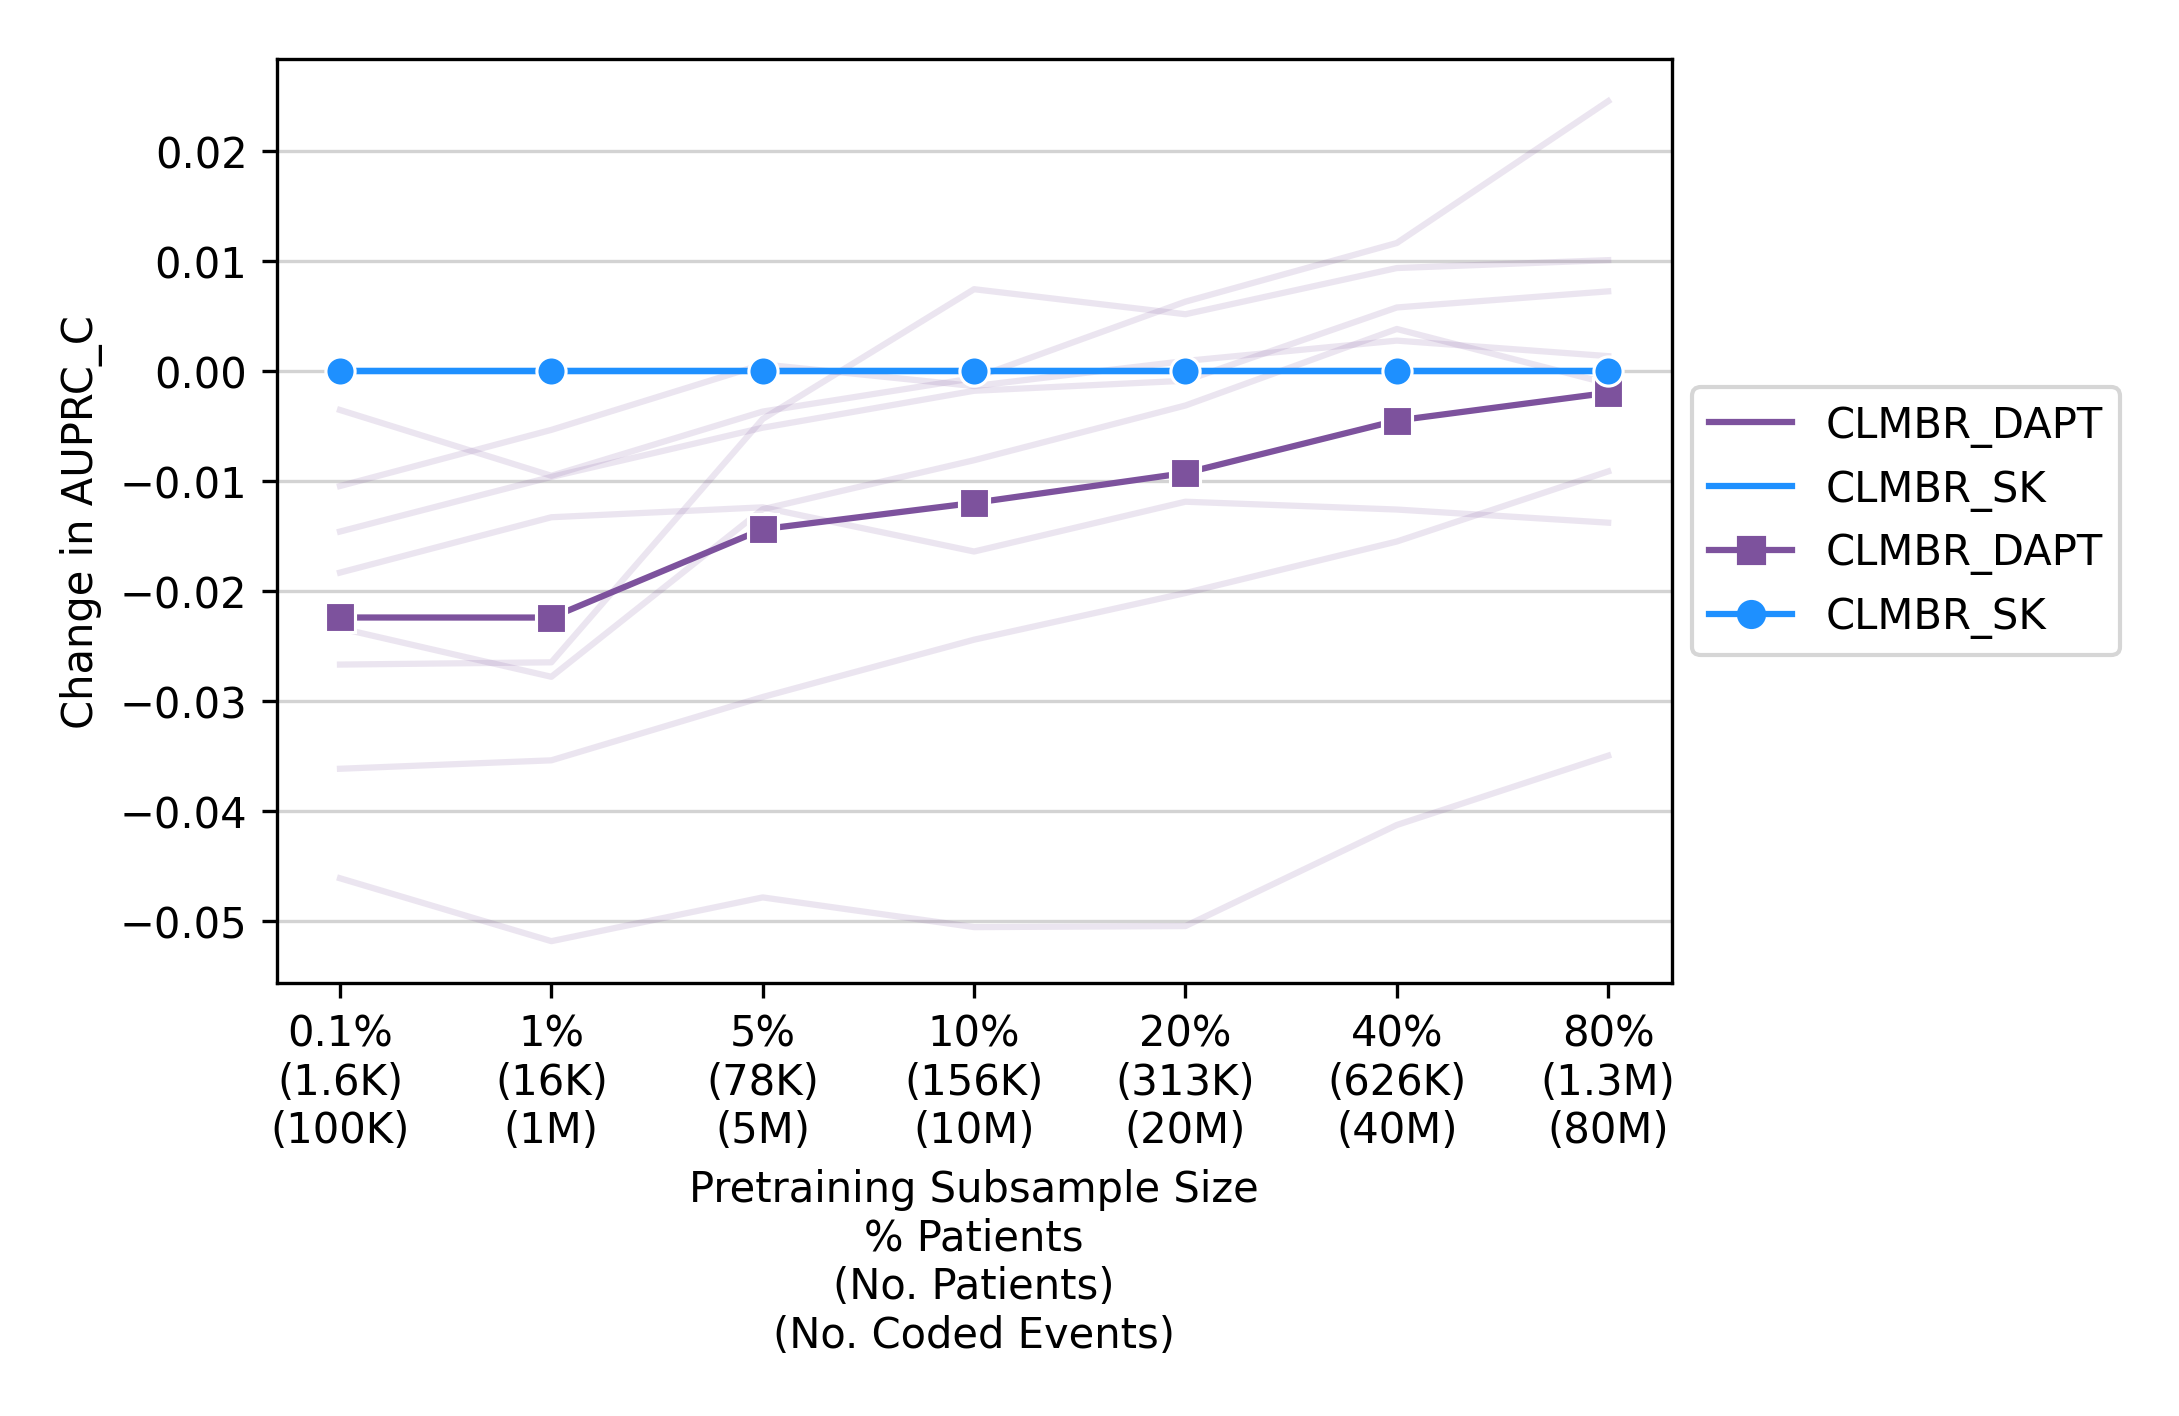 Change in AUPRC_C
0.02
0.01
0.00
−0.01
−0.02
−0.03
−0.04
−0.05
0.1% 1% 5% 10% 20% 40% 80%
(1.6K) (16K) (78K) (156K) (313K) (626K) (1.3M)
(100K) (1M) (5M) (10M) (20M) (40M) (80M)
Pretraining Subsample Size
% Patients
(No. Patients)
(No. Coded Events)
CLMBR_DAPT
CLMBR_SK
CLMBR_DAPT
CLMBR_SK